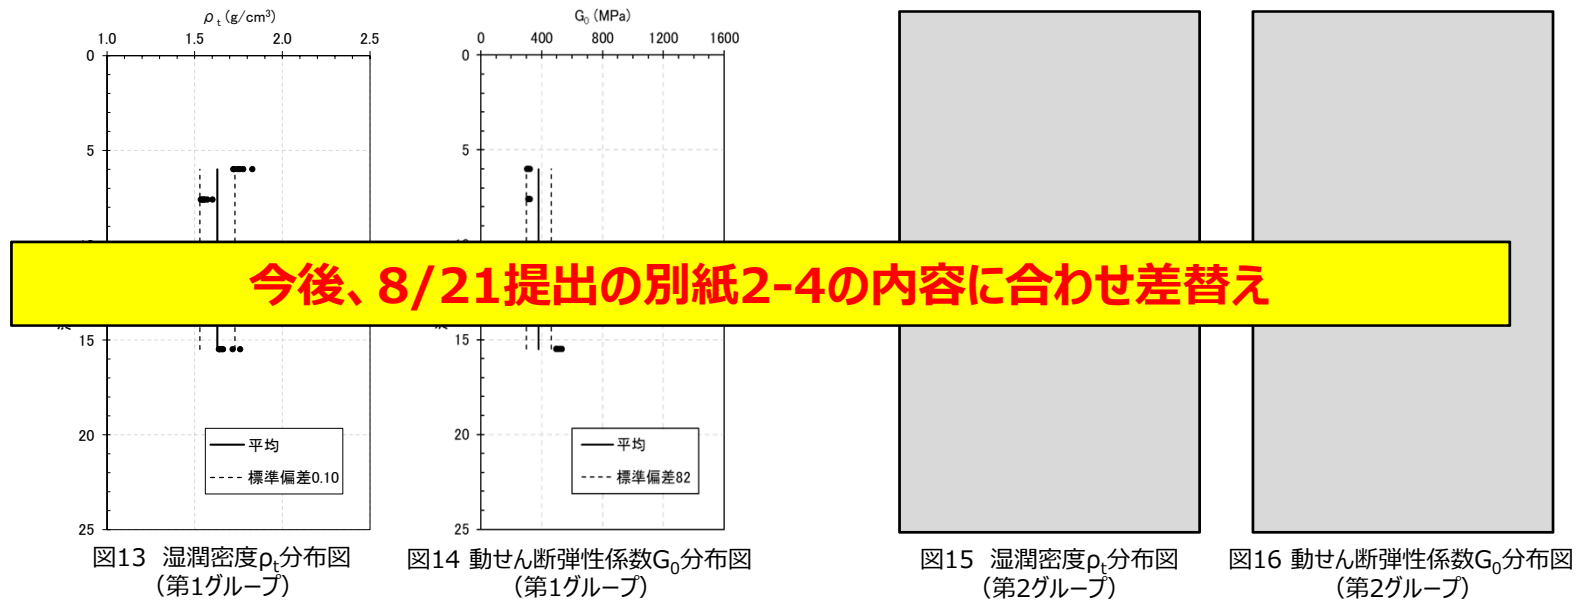 ρt (g/cm³)
1.0 1.5 2.0 2.5
0
5
15
20
25
平均
標準偏差0.10
図13 湿潤密度ρt分布図
(第1グループ)
G0 (MPa)
0 400 800 1200 1600
0
5
15
20
25
平均
標準偏差82
図14 動せん断弾性係数G0分布図
(第1グループ)
今後、8/21提出の別紙2-4の内容に合わせ差替え
図15 湿潤密度ρt分布図
(第2グループ)
図16 動せん断弾性係数G0分布図
(第2グループ)